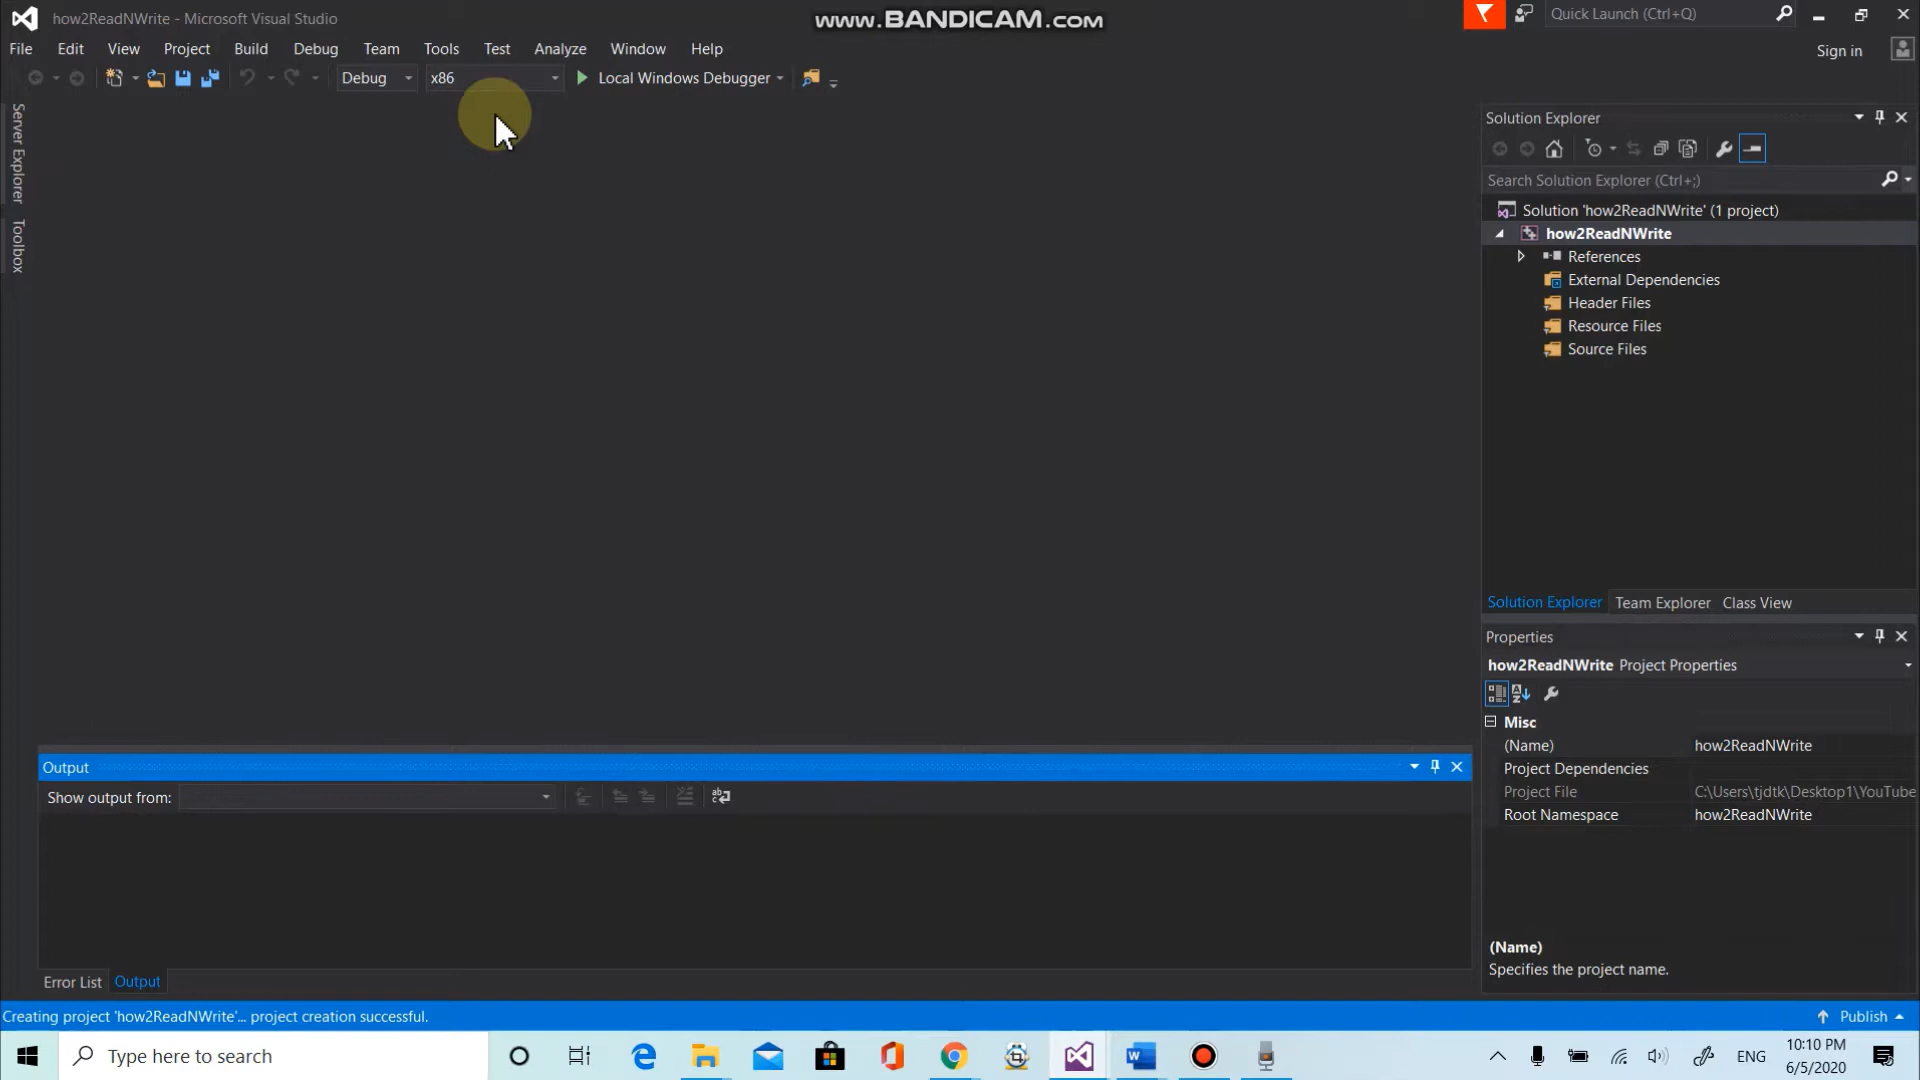 how2ReadNWrite - Microsoft Visual Studio
www.BANDICAM.com
Quick Launch (Ctrl+Q)
File Edit View Project Build Debug Team Tools Test Analyze Window Help
Sign in
Debug x86 Local Windows Debugger
Server Explorer
Toolbox
Solution Explorer
Search Solution Explorer (Ctrl+;)
Solution 'how2ReadNWrite' (1 project)
how2ReadNWrite
References
External Dependencies
Header Files
Resource Files
Source Files
Solution Explorer Team Explorer Class View
Properties
how2ReadNWrite Project Properties
Misc
(Name) how2ReadNWrite
Project Dependencies
Project File C:\Users\tjdtk\Desktop1\YouTube
Root Namespace how2ReadNWrite
(Name)
Specifies the project name.
Output
Show output from:
Error List Output
Creating project 'how2ReadNWrite'... project creation successful.
Publish
Type here to search
ENG
10:10 PM
6/5/2020